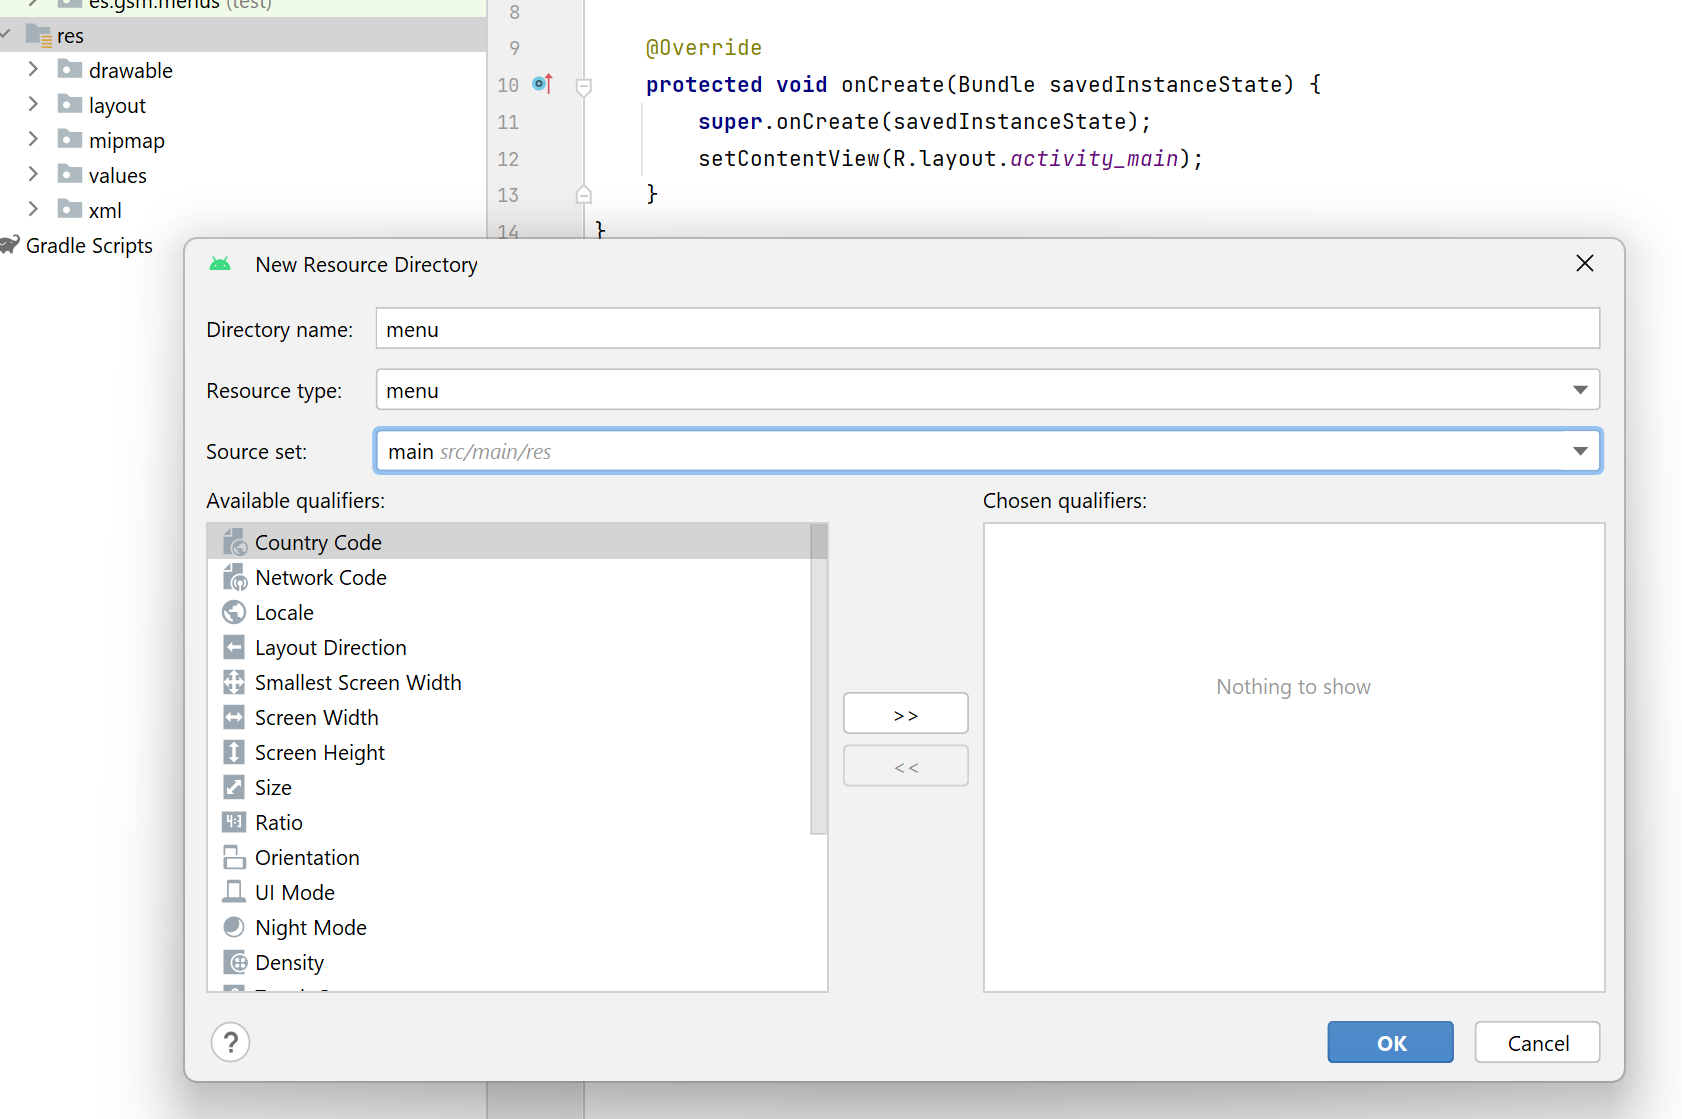 es.gsm.menus (test)
res
drawable
layout
mipmap
values
xml
Gradle Scripts
8
9 @Override
10 protected void onCreate(Bundle savedInstanceState) {
11 super.onCreate(savedInstanceState);
12 setContentView(R.layout.activity_main);
13 }
14 }
New Resource Directory
Directory name: menu
Resource type: menu
Source set: main src/main/res
Available qualifiers:
Country Code
Network Code
Locale
Layout Direction
Smallest Screen Width
Screen Width
Screen Height
Size
4:3 Ratio
Orientation
UI Mode
Night Mode
Density
>>
<<
Chosen qualifiers:
Nothing to show
?
OK
Cancel